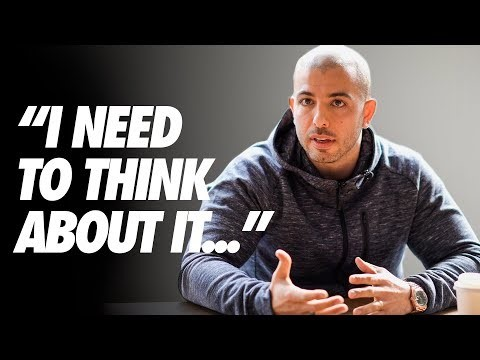 “I NEED
TO THINK
ABOUT IT...”